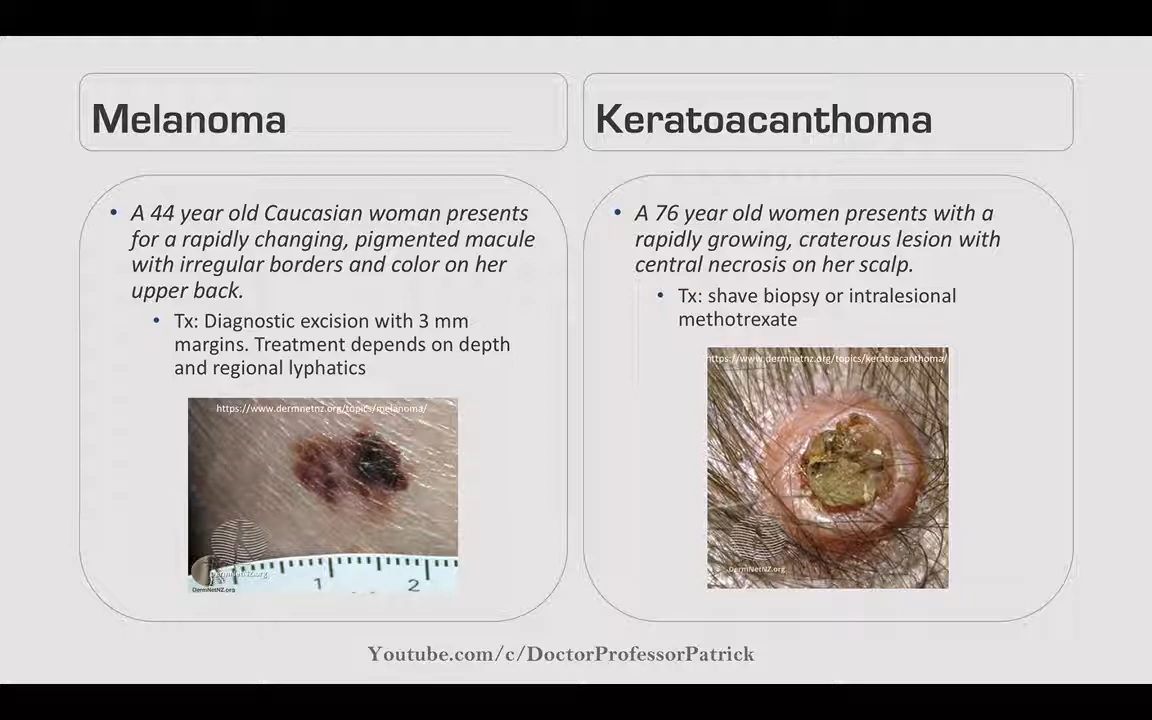 Melanoma
• A 44 year old Caucasian woman presents
for a rapidly changing, pigmented macule
with irregular borders and color on her
upper back.
• Tx: Diagnostic excision with 3 mm
margins. Treatment depends on depth
and regional lyphatics
https://www.dermnetnz.org/topics/melanoma/
DermNetNZ.org
1 2
DermNetNZ.org
Keratoacanthoma
• A 76 year old women presents with a
rapidly growing, craterous lesion with
central necrosis on her scalp.
• Tx: shave biopsy or intralesional
methotrexate
https://www.dermnetnz.org/topics/keratoacanthoma/
DermNetNZ.org
Youtube.com/c/DoctorProfessorPatrick